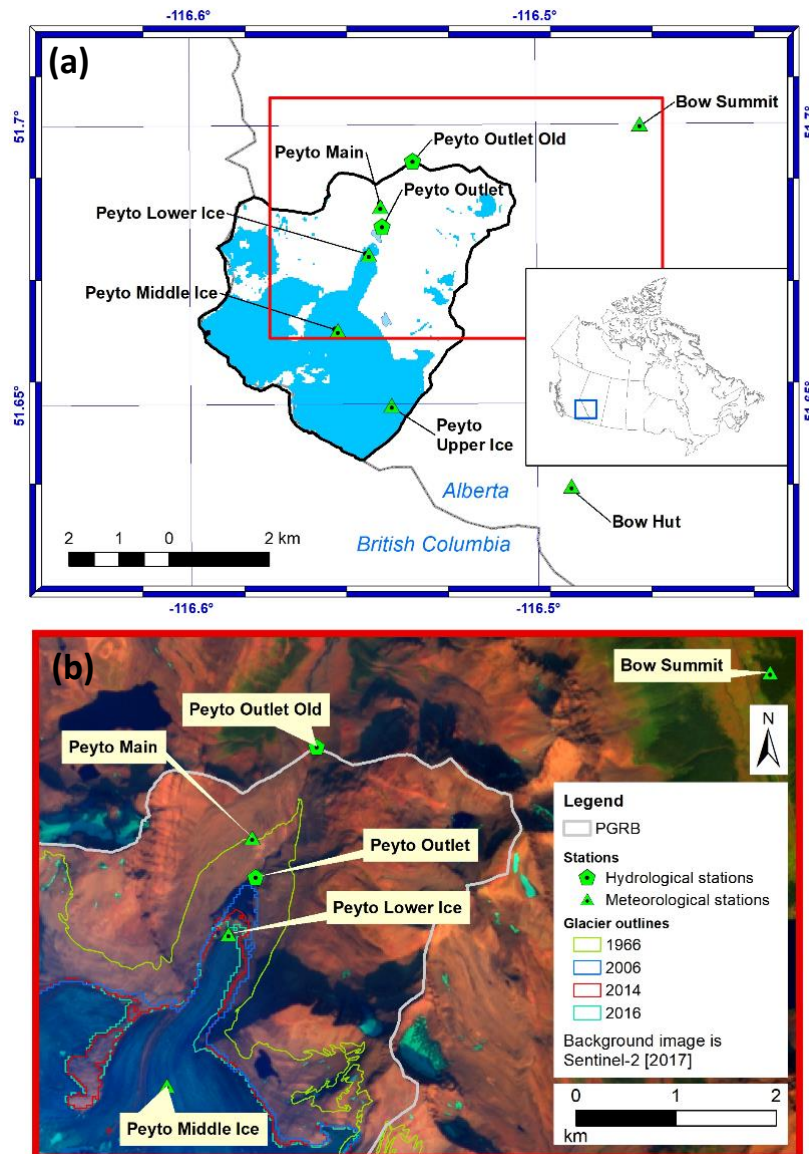 -116.6°
-116.5°
(a)
51.7°
51.7°
Bow Summit
Peyto Outlet Old
Peyto Main
Peyto Outlet
Peyto Lower Ice
Peyto Middle Ice
51.65°
51.65°
Peyto
Upper Ice
Alberta
Bow Hut
British Columbia
2 1 0 2 km
-116.6°
-116.5°
(b)
Bow Summit
Peyto Outlet Old
N
Peyto Main
Peyto Outlet
Peyto Lower Ice
Peyto Middle Ice
Legend
PGRB
Stations
Hydrological stations
Meteorological stations
Glacier outlines
1966
2006
2014
2016
Background image is
Sentinel-2 [2017]
0 1 2
km